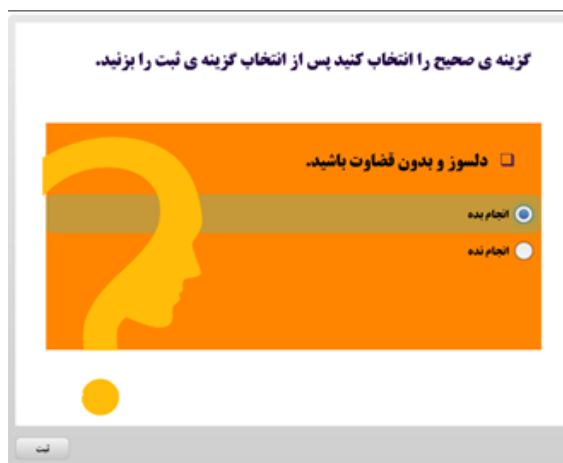 گزینه ی صحیح را انتخاب کنید پس از انتخاب گزینه ی ثبت را بزنید.
دلسوز و بدون قضاوت باشید.
انجام بده
انجام نده
ثبت